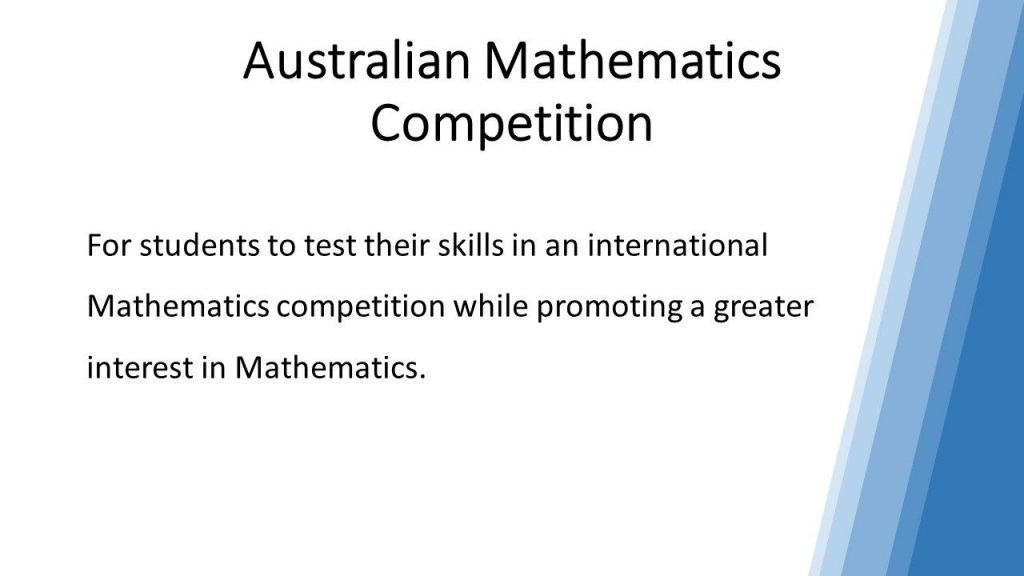 Australian Mathematics
Competition
For students to test their skills in an international
Mathematics competition while promoting a greater
interest in Mathematics.